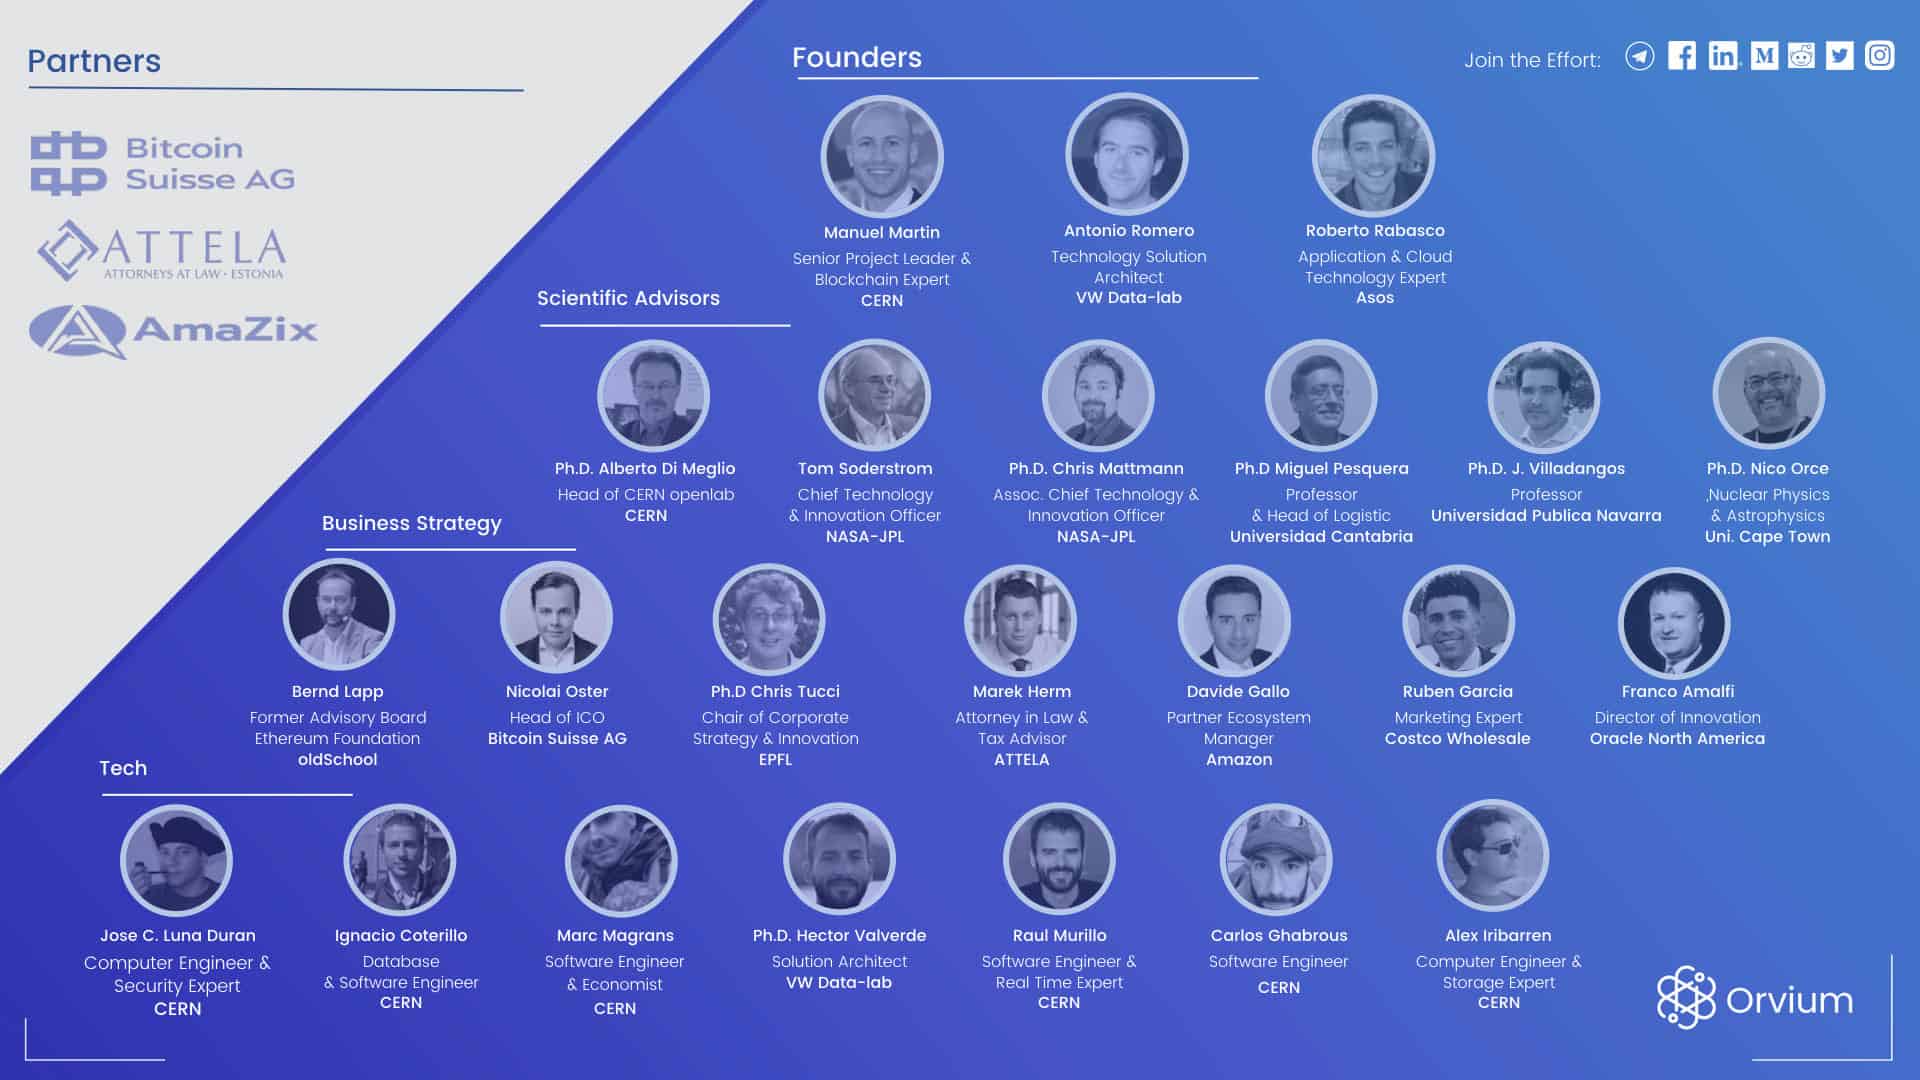 Partners
Bitcoin
Suisse AG
ATTELA
ATTORNEYS AT LAW • ESTONIA
AmaZix
Founders
Join the Effort:
Manuel Martin
Senior Project Leader &
Blockchain Expert
CERN
Antonio Romero
Technology Solution
Architect
VW Data-lab
Roberto Rabasco
Application & Cloud
Technology Expert
Asos
Scientific Advisors
Ph.D. Alberto Di Meglio
Head of CERN openlab
CERN
Tom Soderstrom
Chief Technology
& Innovation Officer
NASA-JPL
Ph.D. Chris Mattmann
Assoc. Chief Technology &
Innovation Officer
NASA-JPL
Ph.D Miguel Pesquera
Professor
& Head of Logistic
Universidad Cantabria
Ph.D. J. Villadangos
Professor
Universidad Publica Navarra
Ph.D. Nico Orce
,Nuclear Physics
& Astrophysics
Uni. Cape Town
Business Strategy
Bernd Lapp
Former Advisory Board
Ethereum Foundation
oldSchool
Nicolai Oster
Head of ICO
Bitcoin Suisse AG
Ph.D Chris Tucci
Chair of Corporate
Strategy & Innovation
EPFL
Marek Herm
Attorney in Law &
Tax Advisor
ATTELA
Davide Gallo
Partner Ecosystem
Manager
Amazon
Ruben Garcia
Marketing Expert
Costco Wholesale
Franco Amalfi
Director of Innovation
Oracle North America
Tech
Jose C. Luna Duran
Computer Engineer &
Security Expert
CERN
Ignacio Coterillo
Database
& Software Engineer
CERN
Marc Magrans
Software Engineer
& Economist
CERN
Ph.D. Hector Valverde
Solution Architect
VW Data-lab
Raul Murillo
Software Engineer &
Real Time Expert
CERN
Carlos Ghabrous
Software Engineer
CERN
Alex Iribarren
Computer Engineer &
Storage Expert
CERN
Orvium